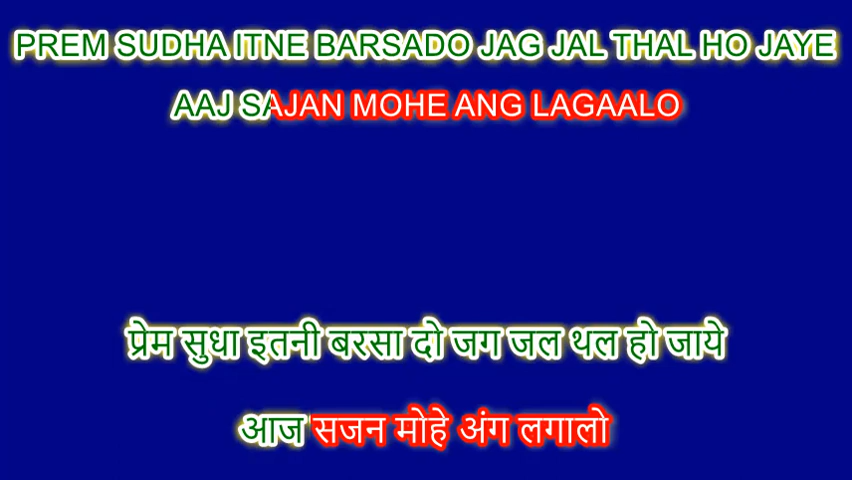 PREM SUDHA ITNE BARSADO JAG JAL THAL HO JAYE
AAJ SAJAN MOHE ANG LAGAALO
प्रेम सुधा इतनी बरसा दो जग जल थल हो जाये
आज सजन मोहे अंग लगालो